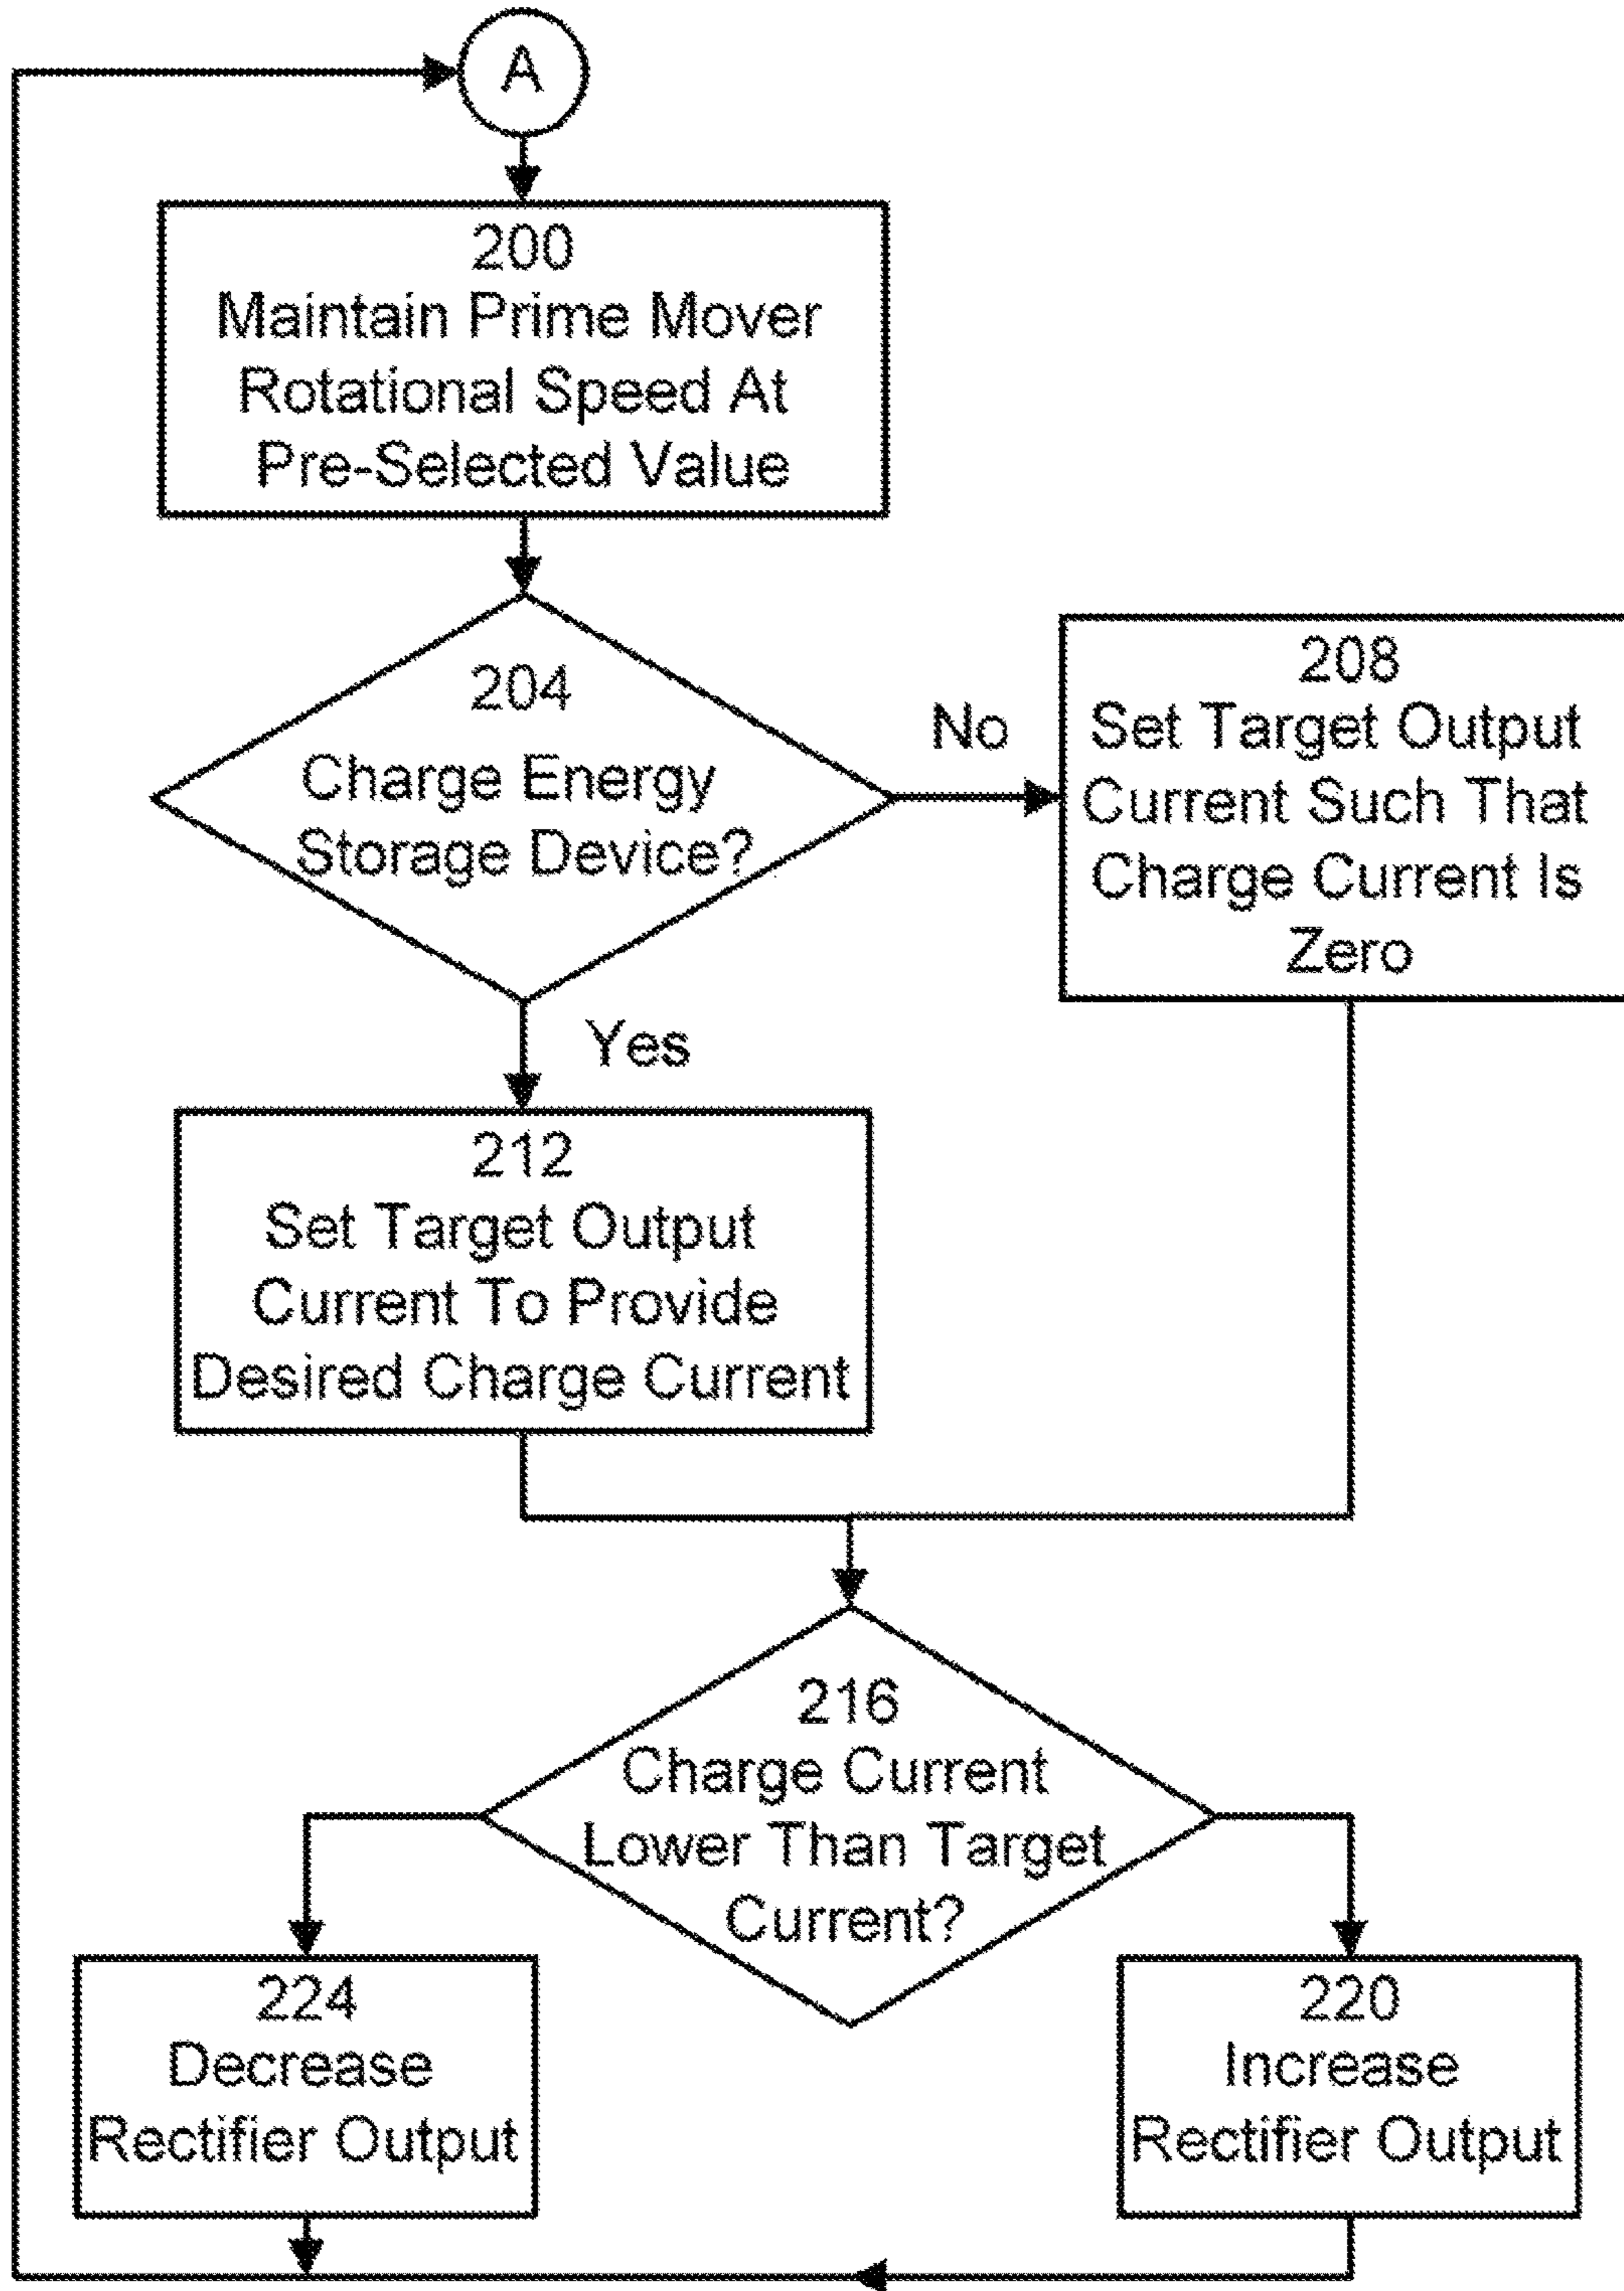 A
200
Maintain Prime Mover
Rotational Speed At
Pre-Selected Value
204
Charge Energy
Storage Device?
No
208
Set Target Output
Current Such That
Charge Current Is
Zero
Yes
212
Set Target Output
Current To Provide
Desired Charge Current
216
Charge Current
Lower Than Target
Current?
224
Decrease
Rectifier Output
220
Increase
Rectifier Output